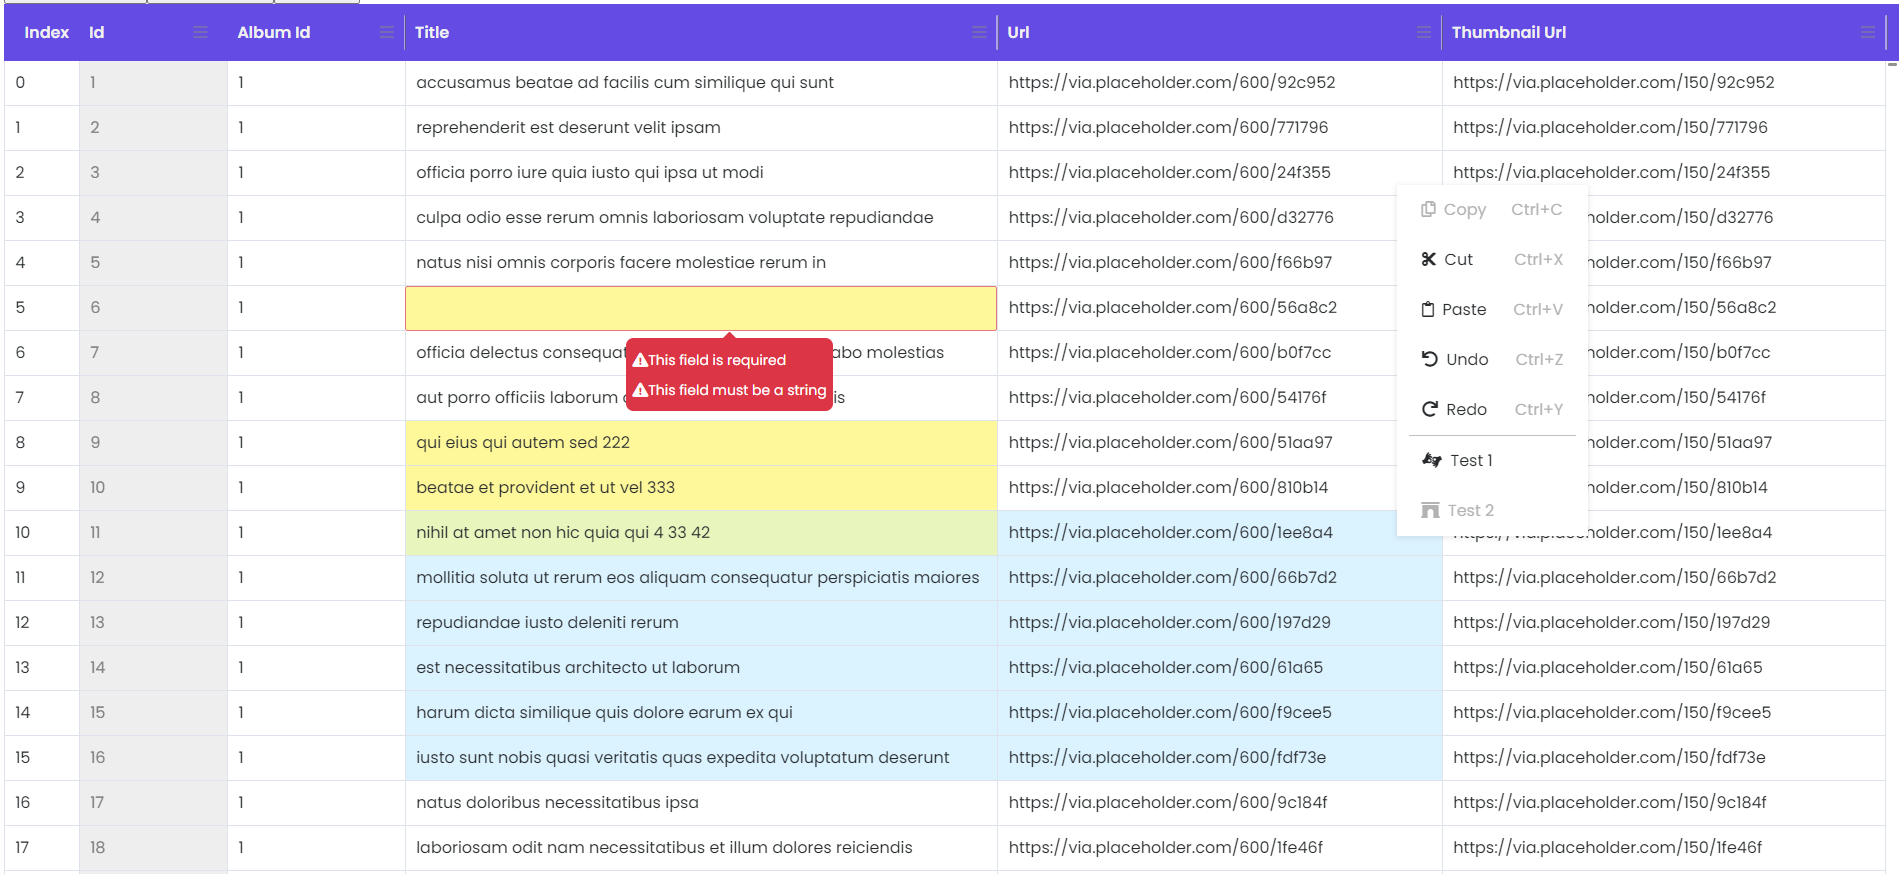 Index Id Album Id Title Url Thumbnail Url
0 1 1 accusamus beatae ad facilis cum similique qui sunt https://via.placeholder.com/600/92c952 https://via.placeholder.com/150/92c952
1 2 1 reprehenderit est deserunt velit ipsam https://via.placeholder.com/600/771796 https://via.placeholder.com/150/771796
2 3 1 officia porro iure quia iusto qui ipsa ut modi https://via.placeholder.com/600/24f355 https://via.placeholder.com/150/24f355
3 4 1 culpa odio esse rerum omnis laboriosam voluptate repudiandae https://via.placeholder.com/600/d32776 holder.com/150/d32776
4 5 1 natus nisi omnis corporis facere molestiae rerum in https://via.placeholder.com/600/f66b97 holder.com/150/f66b97
5 6 1 https://via.placeholder.com/600/56a8c2 holder.com/150/56a8c2
6 7 1 officia delectus consequat abo molestias https://via.placeholder.com/600/b0f7cc holder.com/150/b0f7cc
7 8 1 aut porro officiis laborum is https://via.placeholder.com/600/54176f holder.com/150/54176f
8 9 1 qui eius qui autem sed 222 https://via.placeholder.com/600/51aa97 holder.com/150/51aa97
9 10 1 beatae et provident et ut vel 333 https://via.placeholder.com/600/810b14 holder.com/150/810b14
10 11 1 nihil at amet non hic quia qui 4 33 42 https://via.placeholder.com/600/1ee8a4 https://via.placeholder.com/150/1ee8a4
11 12 1 mollitia soluta ut rerum eos aliquam consequatur perspiciatis maiores https://via.placeholder.com/600/66b7d2 https://via.placeholder.com/150/66b7d2
12 13 1 repudiandae iusto deleniti rerum https://via.placeholder.com/600/197d29 https://via.placeholder.com/150/197d29
13 14 1 est necessitatibus architecto ut laborum https://via.placeholder.com/600/61a65 https://via.placeholder.com/150/61a65
14 15 1 harum dicta similique quis dolore earum ex qui https://via.placeholder.com/600/f9cee5 https://via.placeholder.com/150/f9cee5
15 16 1 iusto sunt nobis quasi veritatis quas expedita voluptatum deserunt https://via.placeholder.com/600/fdf73e https://via.placeholder.com/150/fdf73e
16 17 1 natus doloribus necessitatibus ipsa https://via.placeholder.com/600/9c184f https://via.placeholder.com/150/9c184f
17 18 1 laboriosam odit nam necessitatibus et illum dolores reiciendis https://via.placeholder.com/600/1fe46f https://via.placeholder.com/150/1fe46f
This field is required
This field must be a string
Copy Ctrl+C
Cut Ctrl+X
Paste Ctrl+V
Undo Ctrl+Z
Redo Ctrl+Y
Test 1
Test 2